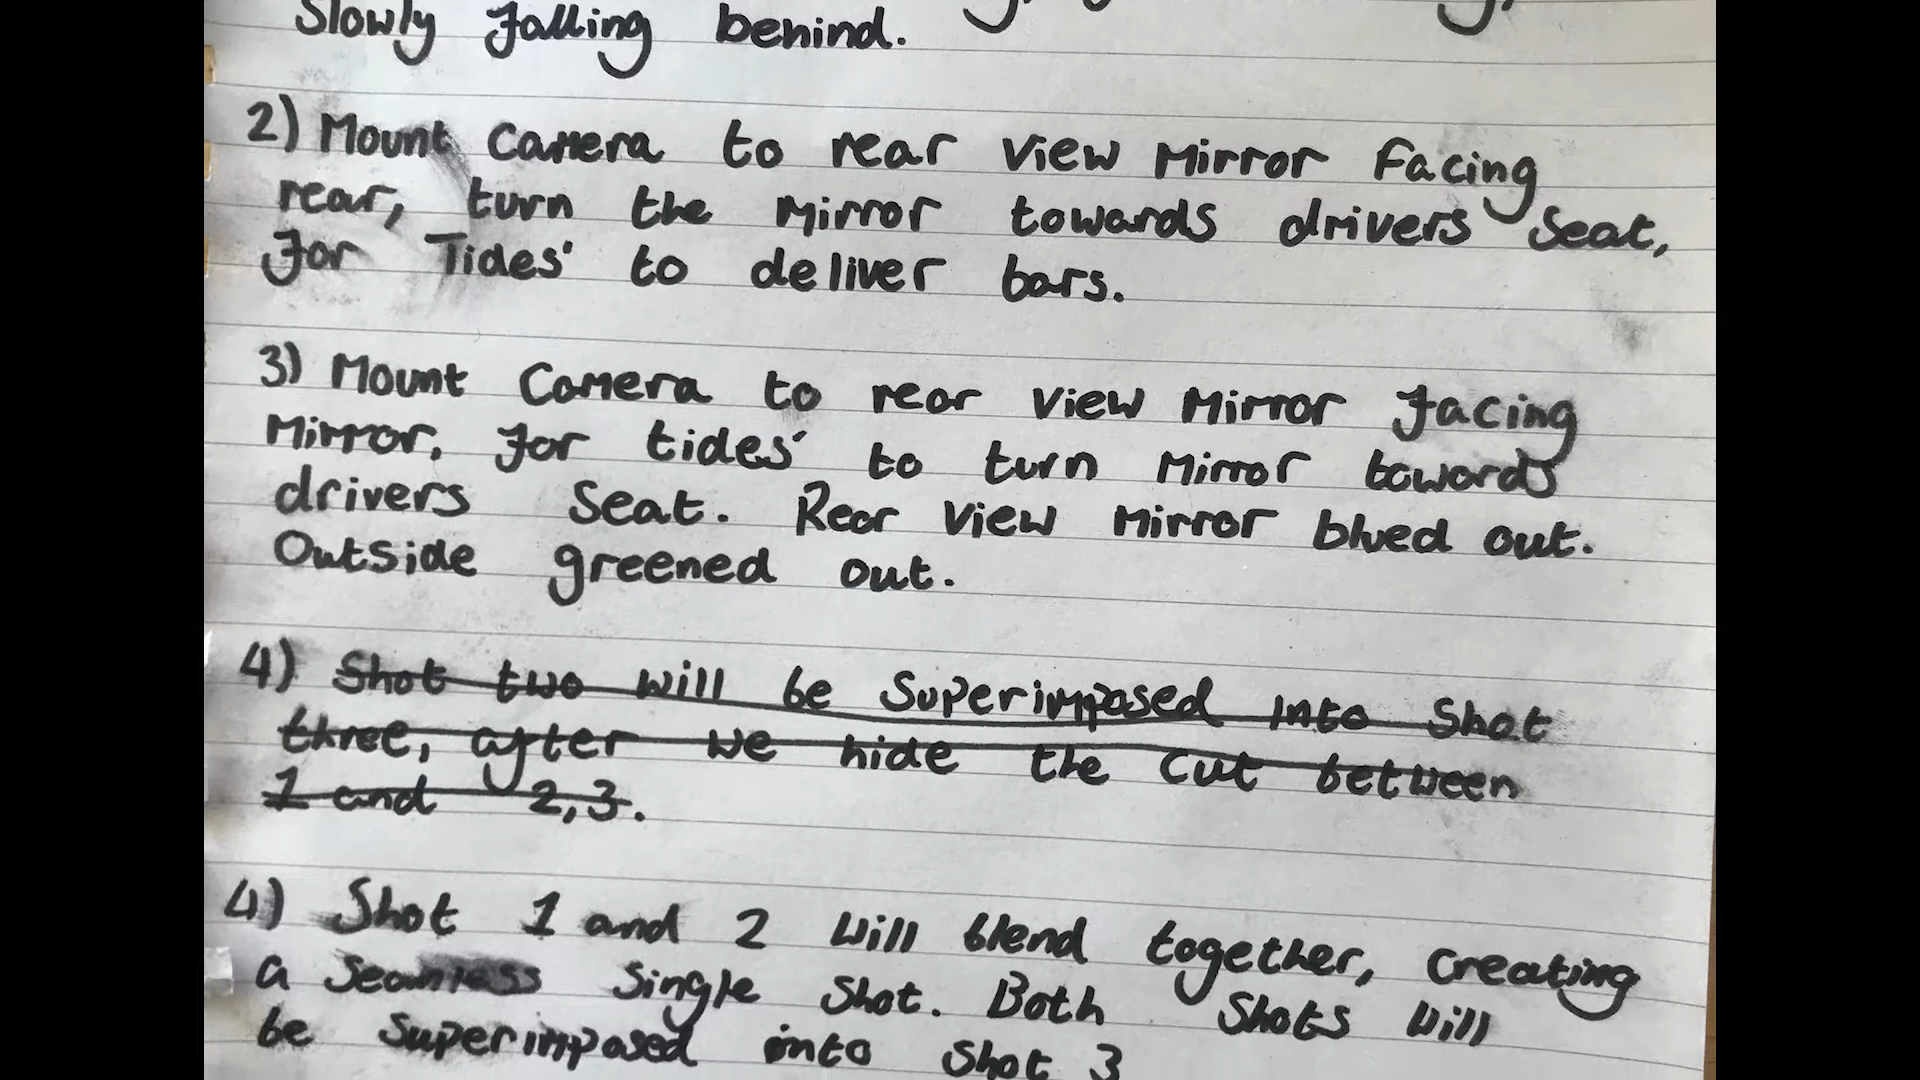 Slowly falling behind.
2) Mount Camera to rear view mirror facing
rear, turn the mirror towards drivers seat,
for Tides' to deliver bars.
3) Mount Camera to rear view mirror facing
mirror, for tides' to turn mirror towards
drivers seat. Rear view mirror blued out.
Outside greened out.
4) Shot two will be superimposed into shot
three, after we hide the cut between
1 and 2,3.
4) Shot 1 and 2 will blend together, creating
a seamless single shot. Both shots will
be superimposed into shot 3